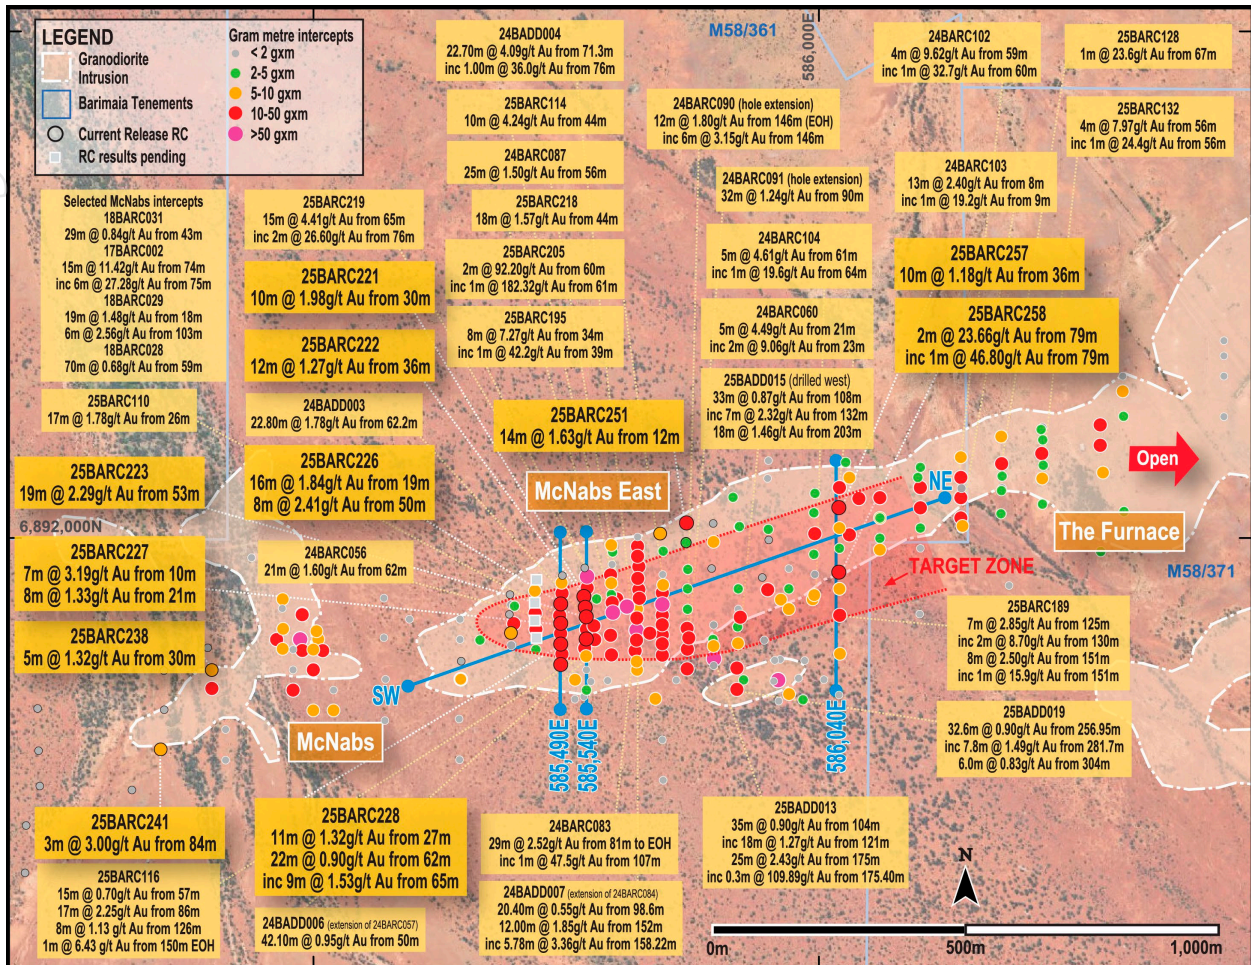 LEGEND
Granodiorite
Intrusion
Barimaia Tenements
Current Release RC
RC results pending
Gram metre intercepts
< 2 gxm
2-5 gxm
5-10 gxm
10-50 gxm
>50 gxm
24BADD004
22.70m @ 4.09g/t Au from 71.3m
inc 1.00m @ 36.0g/t Au from 76m
M58/361
586,000E
24BARC102
4m @ 9.62g/t Au from 59m
inc 1m @ 32.7g/t Au from 60m
25BARC128
1m @ 23.6g/t Au from 67m
25BARC114
10m @ 4.24g/t Au from 44m
24BARC090 (hole extension)
12m @ 1.80g/t Au from 146m (EOH)
inc 6m @ 3.15g/t Au from 146m
25BARC132
4m @ 7.97g/t Au from 56m
inc 1m @ 24.4g/t Au from 56m
24BARC087
25m @ 1.50g/t Au from 56m
24BARC091 (hole extension)
32m @ 1.24g/t Au from 90m
24BARC103
13m @ 2.40g/t Au from 8m
inc 1m @ 19.2g/t Au from 9m
Selected McNabs intercepts
18BARC031
29m @ 0.84g/t Au from 43m
17BARC002
15m @ 11.42g/t Au from 74m
inc 6m @ 27.28g/t Au from 75m
18BARC029
19m @ 1.48g/t Au from 18m
6m @ 2.56g/t Au from 103m
18BARC028
70m @ 0.68g/t Au from 59m
25BARC219
15m @ 4.41g/t Au from 65m
inc 2m @ 26.60g/t Au from 76m
25BARC218
18m @ 1.57g/t Au from 44m
25BARC221
10m @ 1.98g/t Au from 30m
25BARC205
2m @ 92.20g/t Au from 60m
inc 1m @ 182.32g/t Au from 61m
24BARC104
5m @ 4.61g/t Au from 61m
inc 1m @ 19.6g/t Au from 64m
25BARC257
10m @ 1.18g/t Au from 36m
25BARC222
12m @ 1.27g/t Au from 36m
25BARC195
8m @ 7.27g/t Au from 34m
inc 1m @ 42.2g/t Au from 39m
24BARC060
5m @ 4.49g/t Au from 21m
inc 2m @ 9.06g/t Au from 23m
25BARC258
2m @ 23.66g/t Au from 79m
inc 1m @ 46.80g/t Au from 79m
25BARC110
17m @ 1.78g/t Au from 26m
24BADD003
22.80m @ 1.78g/t Au from 62.2m
25BARC251
14m @ 1.63g/t Au from 12m
25BADD015 (drilled west)
33m @ 0.87g/t Au from 108m
inc 7m @ 2.32g/t Au from 132m
18m @ 1.46g/t Au from 203m
25BARC223
19m @ 2.29g/t Au from 53m
25BARC226
16m @ 1.84g/t Au from 19m
8m @ 2.41g/t Au from 50m
McNabs East
NE
Open
6,892,000N
The Furnace
25BARC227
7m @ 3.19g/t Au from 10m
8m @ 1.33g/t Au from 21m
24BARC056
21m @ 1.60g/t Au from 62m
TARGET ZONE
M58/371
25BARC238
5m @ 1.32g/t Au from 30m
25BARC189
7m @ 2.85g/t Au from 125m
inc 2m @ 8.70g/t Au from 130m
8m @ 2.50g/t Au from 151m
inc 1m @ 15.9g/t Au from 151m
SW
McNabs
585,490E
585,540E
586,040E
25BADD019
32.6m @ 0.90g/t Au from 256.95m
inc 7.8m @ 1.49g/t Au from 281.7m
6.0m @ 0.83g/t Au from 304m
25BARC241
3m @ 3.00g/t Au from 84m
25BARC228
11m @ 1.32g/t Au from 27m
22m @ 0.90g/t Au from 62m
inc 9m @ 1.53g/t Au from 65m
24BARC083
29m @ 2.52g/t Au from 81m to EOH
inc 1m @ 47.5g/t Au from 107m
25BADD013
35m @ 0.90g/t Au from 104m
inc 18m @ 1.27g/t Au from 121m
25m @ 2.43g/t Au from 175m
inc 0.3m @ 109.89g/t Au from 175.40m
25BARC116
15m @ 0.70g/t Au from 57m
17m @ 2.25g/t Au from 86m
8m @ 1.13 g/t Au from 126m
1m @ 6.43 g/t Au from 150m EOH
24BADD006 (extension of 24BARC057)
42.10m @ 0.95g/t Au from 50m
24BADD007 (extension of 24BARC084)
20.40m @ 0.55g/t Au from 98.6m
12.00m @ 1.85g/t Au from 152m
inc 5.78m @ 3.36g/t Au from 158.22m
N
0m
500m
1,000m